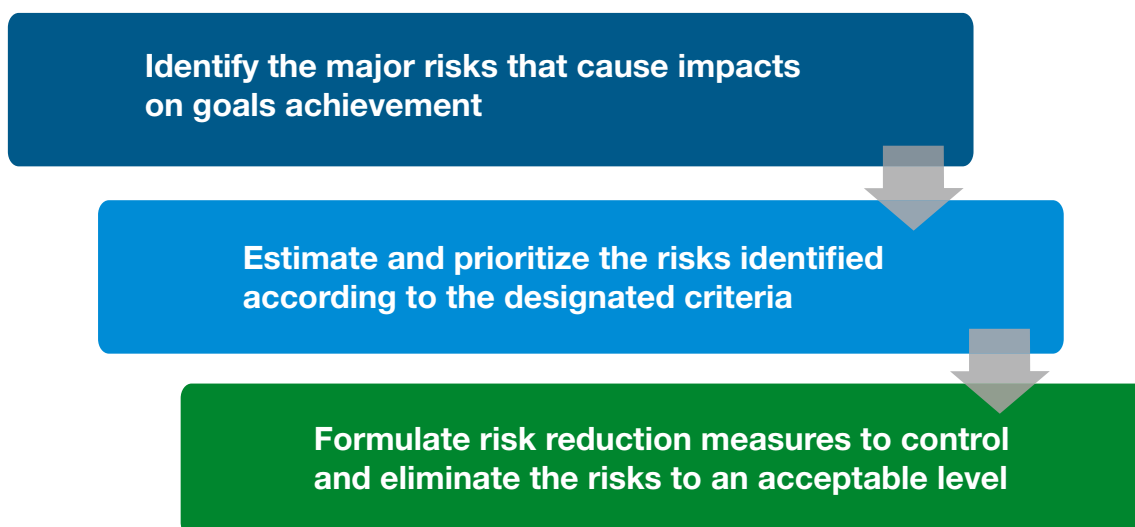 Identify the major risks that cause impacts
on goals achievement
Estimate and prioritize the risks identified
according to the designated criteria
Formulate risk reduction measures to control
and eliminate the risks to an acceptable level